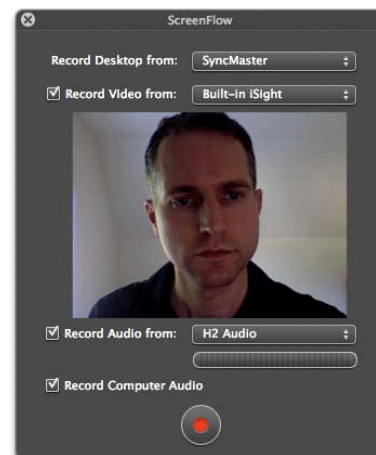 ScreenFlow
Record Desktop from: SyncMaster
Record Video from: Built-in iSight
Record Audio from: H2 Audio
Record Computer Audio